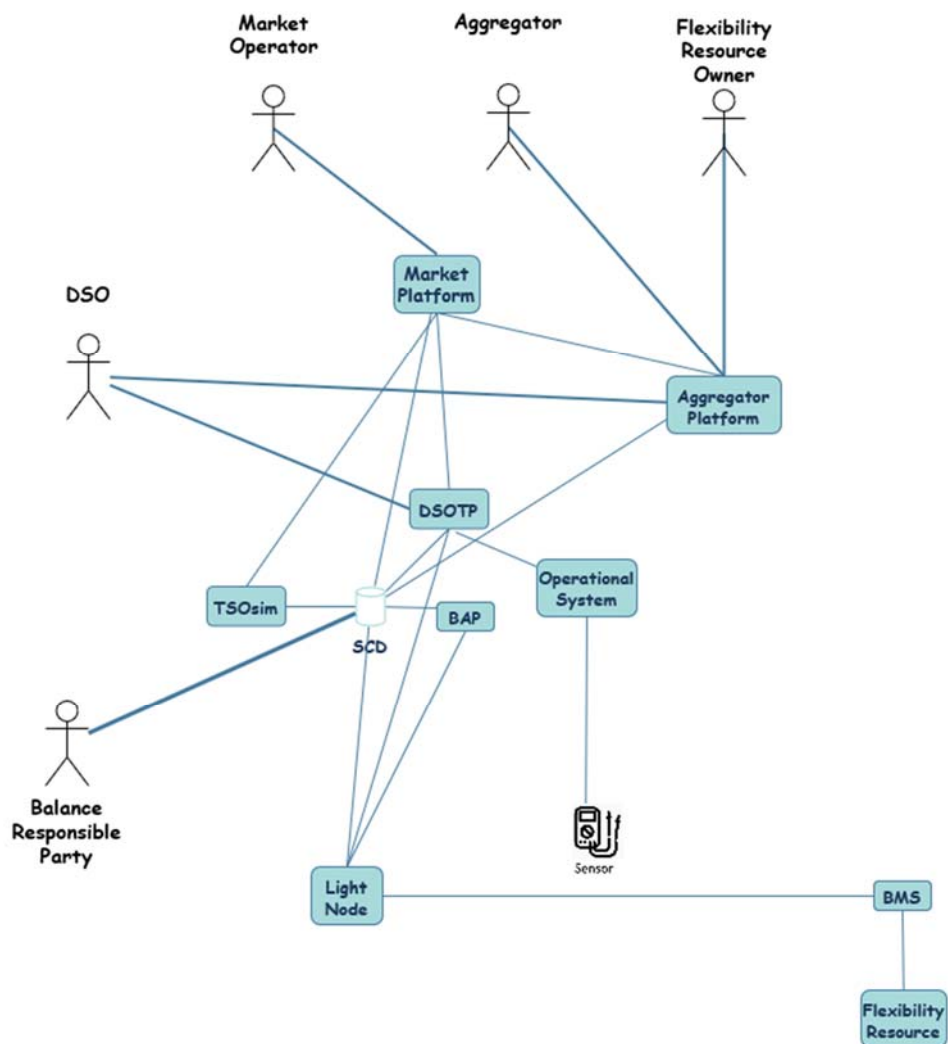 Market
Operator
Aggregator
Flexibility
Resource
Owner
Market
Platform
DSO
Aggregator
Platform
DSOTP
Operational
System
TSOsim
BAP
SCD
Balance
Responsible
Party
Sensor
Light
Node
BMS
Flexibility
Resource